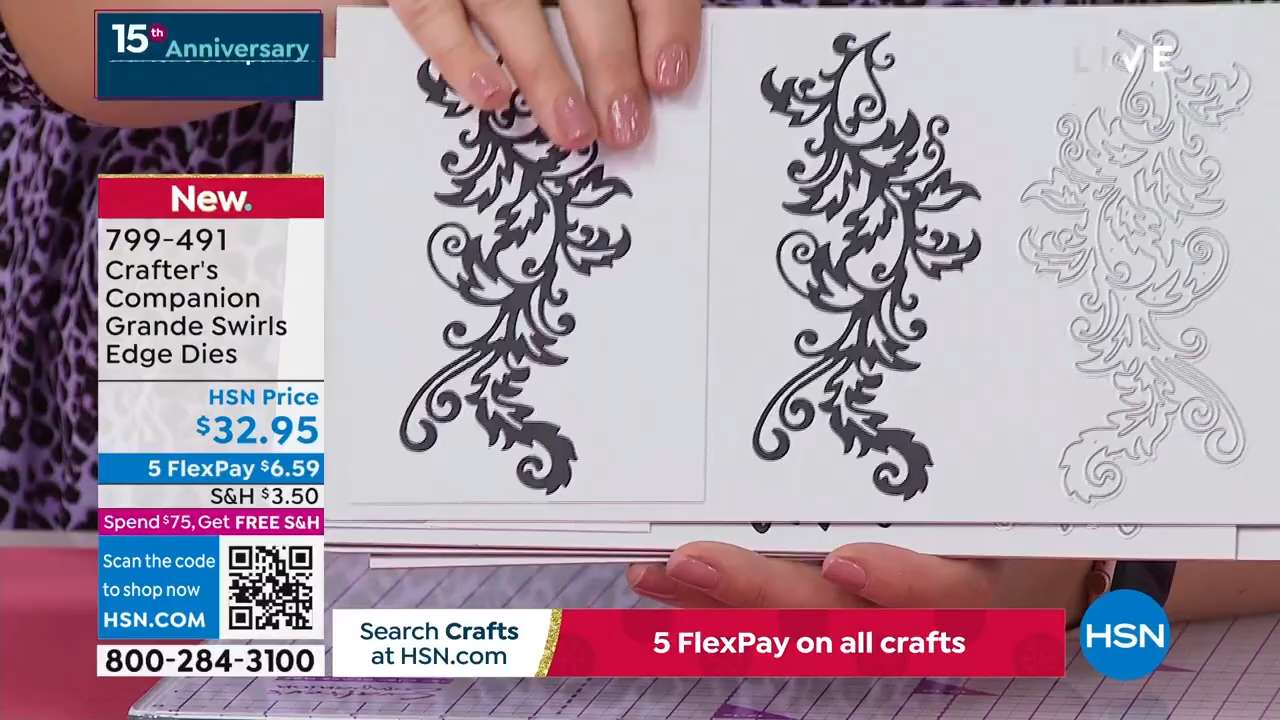 15th Anniversary
LIVE
New.
799-491
Crafter's
Companion
Grande Swirls
Edge Dies
HSN Price
$32.95
5 FlexPay $6.59
S&H $3.50
Spend $75, Get FREE S&H
Scan the code
to shop now
HSN.COM
800-284-3100
Search Crafts
at HSN.com
5 FlexPay on all crafts
HSN